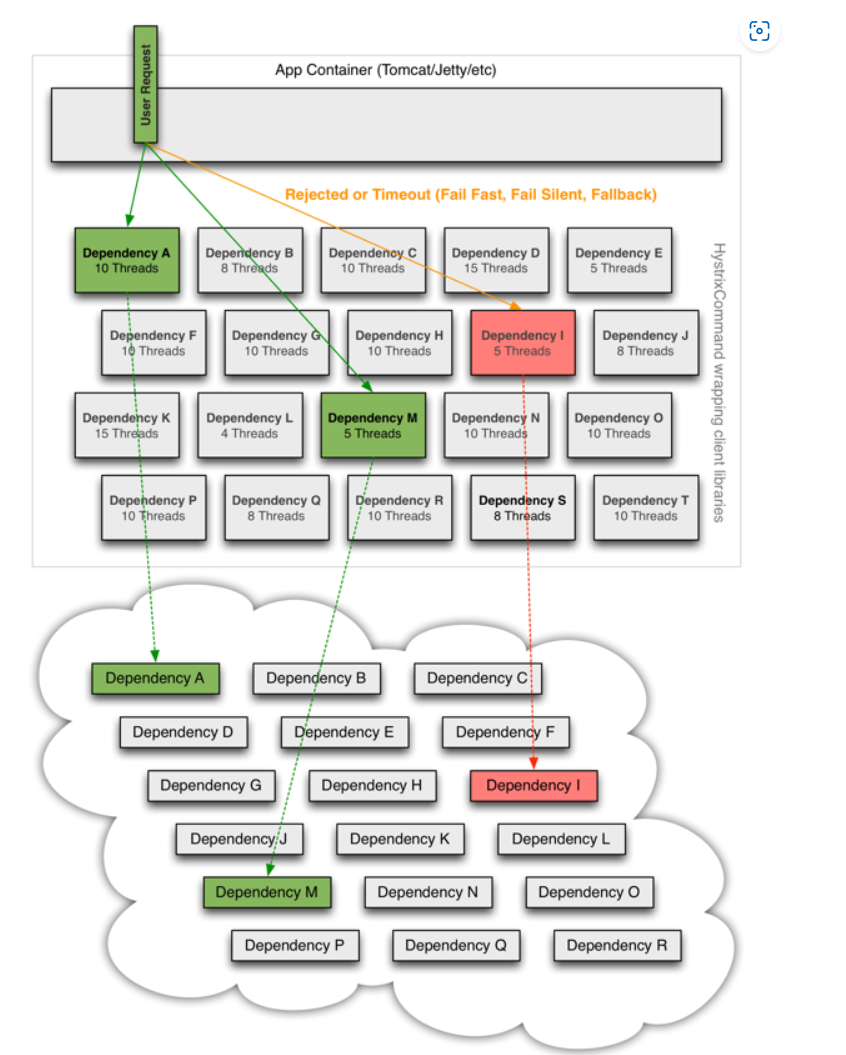 User Request
App Container (Tomcat/Jetty/etc)
Rejected or Timeout (Fail Fast, Fail Silent, Fallback)
Dependency A
10 Threads
Dependency B
8 Threads
Dependency C
10 Threads
Dependency D
15 Threads
Dependency E
5 Threads
Dependency F
10 Threads
Dependency G
10 Threads
Dependency H
10 Threads
Dependency I
5 Threads
Dependency J
8 Threads
Dependency K
15 Threads
Dependency L
4 Threads
Dependency M
5 Threads
Dependency N
10 Threads
Dependency O
10 Threads
Dependency P
10 Threads
Dependency Q
8 Threads
Dependency R
10 Threads
Dependency S
8 Threads
Dependency T
10 Threads
HystrixCommand wrapping client libraries
Dependency A
Dependency B
Dependency C
Dependency D
Dependency E
Dependency F
Dependency G
Dependency H
Dependency I
Dependency J
Dependency K
Dependency L
Dependency M
Dependency N
Dependency O
Dependency P
Dependency Q
Dependency R